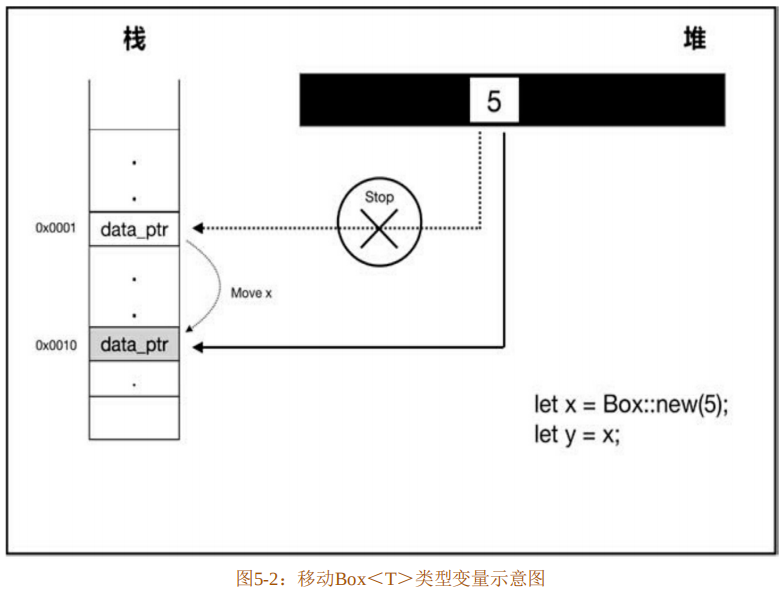 栈
堆
5
Stop
0x0001
data_ptr
Move x
0x0010
data_ptr
let x = Box::new(5);
let y = x;
图5-2：移动Box＜T＞类型变量示意图